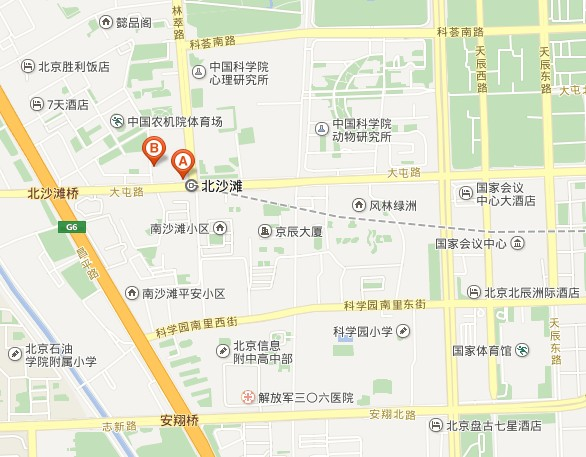 林萃路
懿品阁
科荟南路
科荟南路
北京胜利饭店
中国科学院
心理研究所
天辰西路
天辰东路
7天酒店
中国农机院体育场
中国科学院
动物研究所
大屯北
B
A
大屯路
北沙滩桥
大屯路
北沙滩
国家会议
中心大酒店
风林绿洲
G6
南沙滩小区
京辰大厦
国家会议中心
昌平路
南沙滩平安小区
北京北辰洲际酒店
科学园南里东街
科学园南里西街
科学园小学
天辰东路
北京石油
学院附属小学
北京信息
附中高中部
国家体育馆
解放军三〇六医院
安翔桥
安翔北路
志新路
北京盘古七星酒店